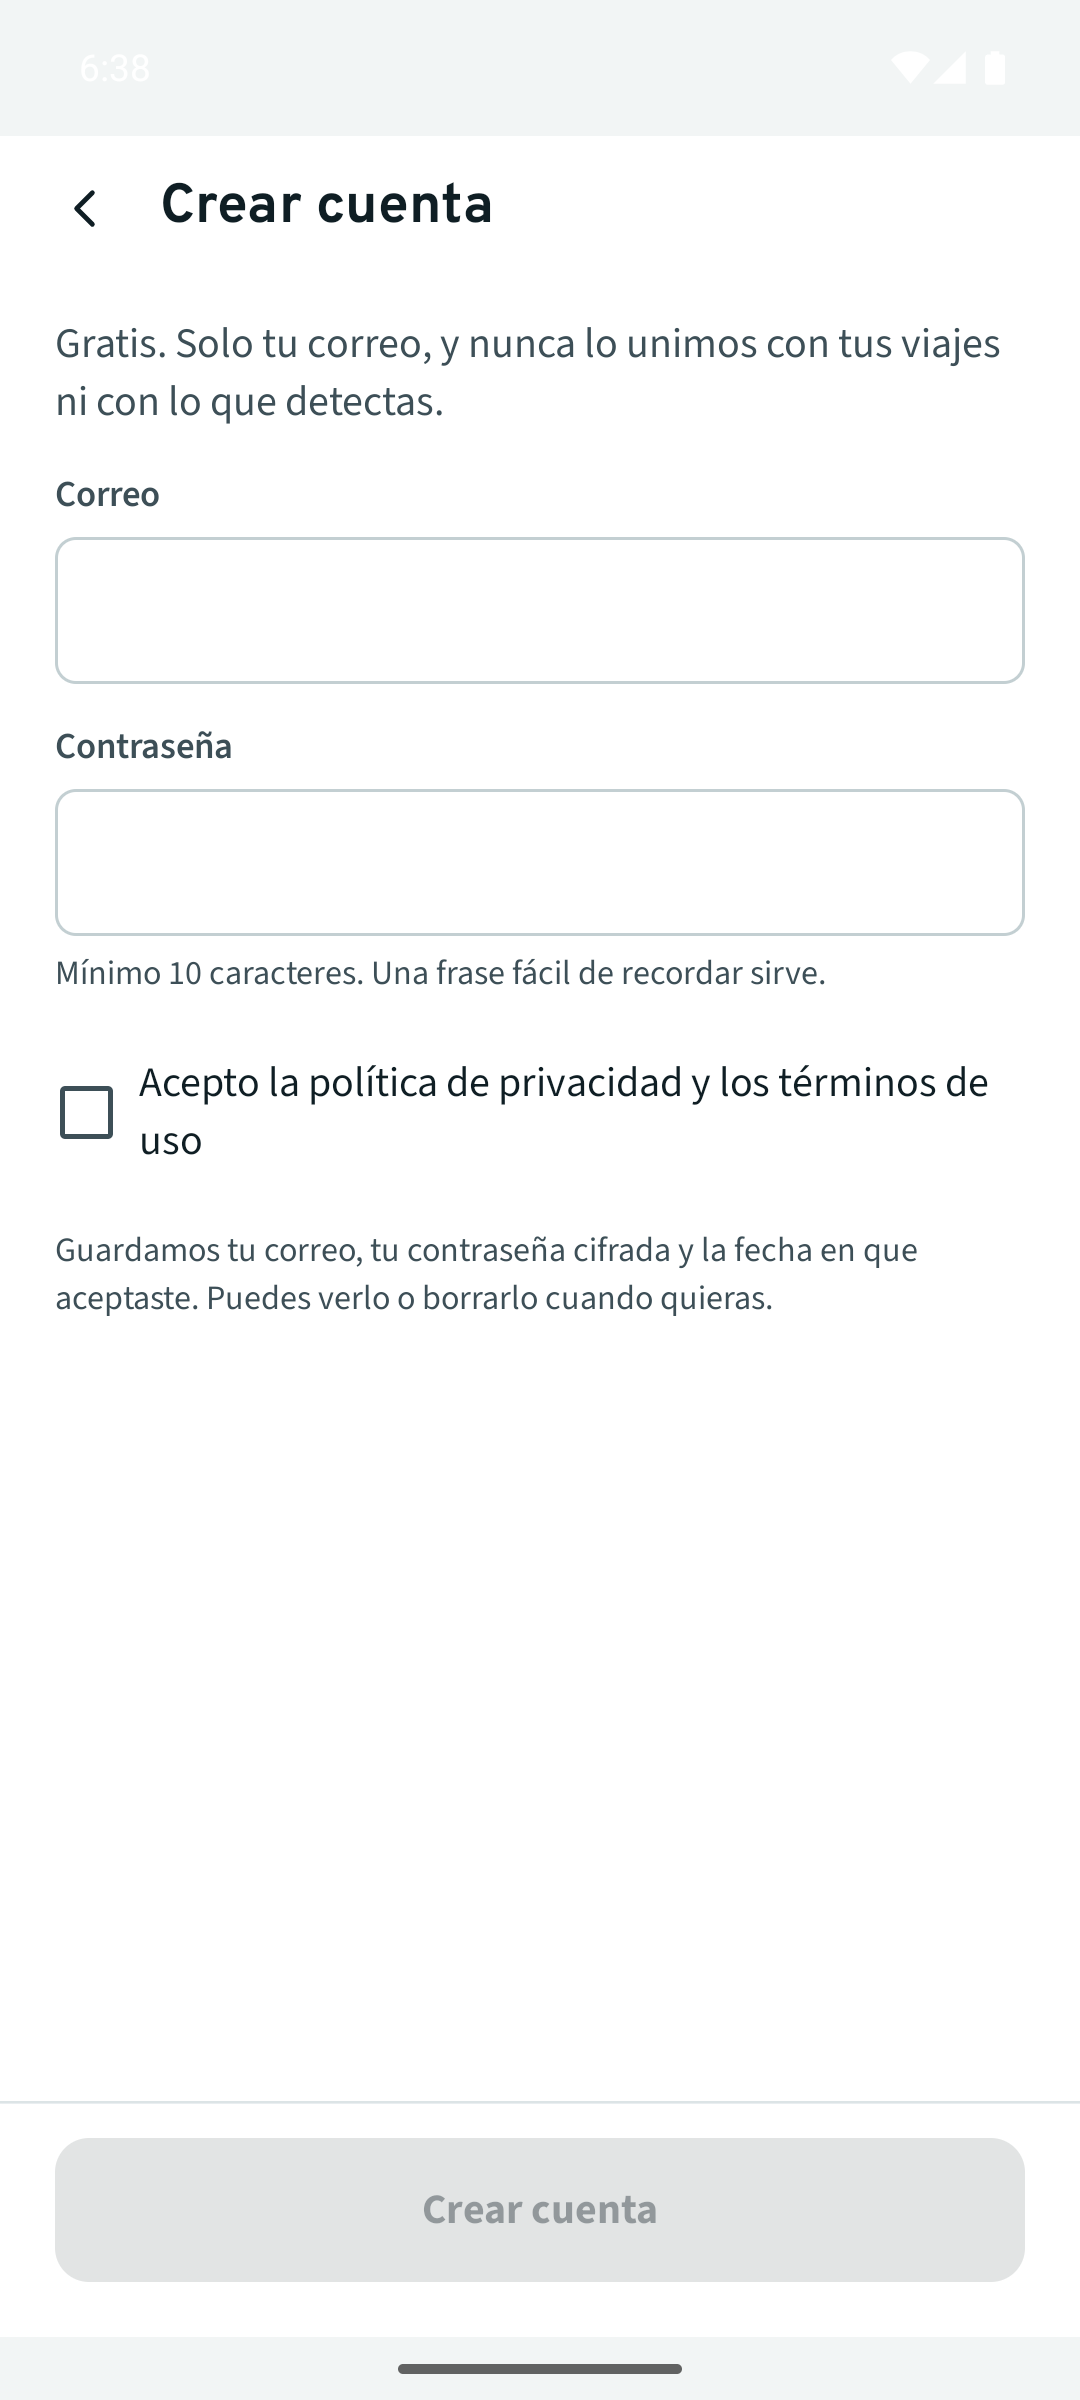 6:38
Crear cuenta
Gratis. Solo tu correo, y nunca lo unimos con tus viajes
ni con lo que detectas.
Correo
Contraseña
Mínimo 10 caracteres. Una frase fácil de recordar sirve.
Acepto la política de privacidad y los términos de
uso
Guardamos tu correo, tu contraseña cifrada y la fecha en que
aceptaste. Puedes verlo o borrarlo cuando quieras.
Crear cuenta